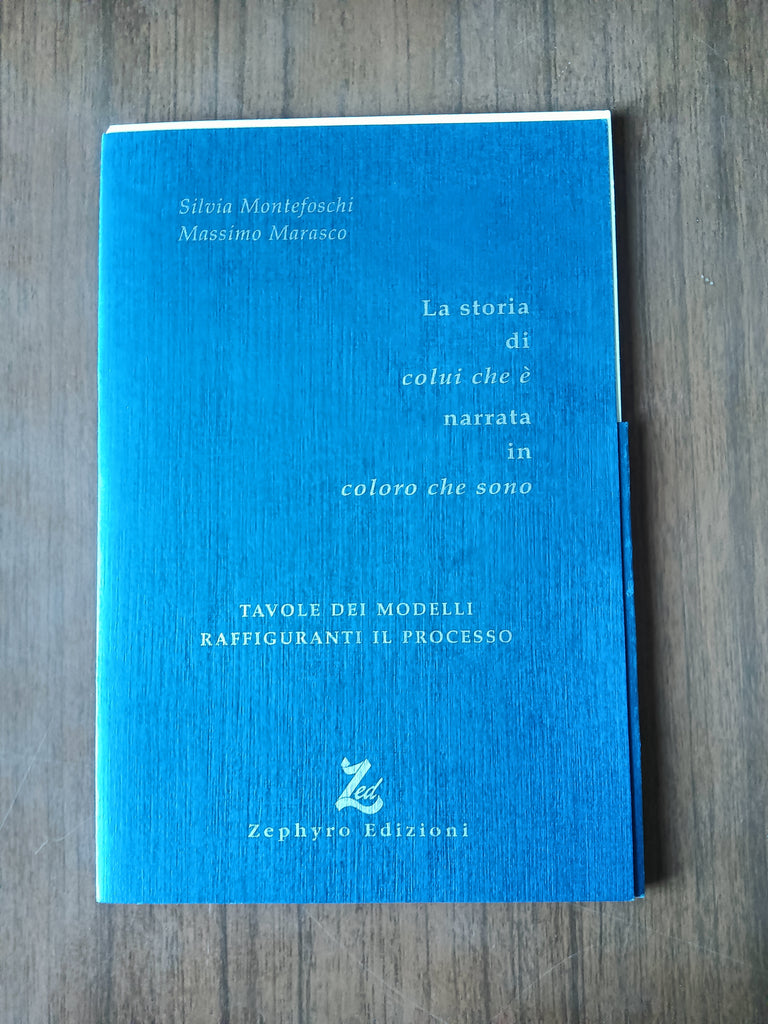 Silvia Montefoschi
Massimo Marasco
La storia
di
colui che è
narrata
in
coloro che sono
TAVOLE DEI MODELLI
RAFFIGURANTI IL PROCESSO
Zed
Zephyro Edizioni